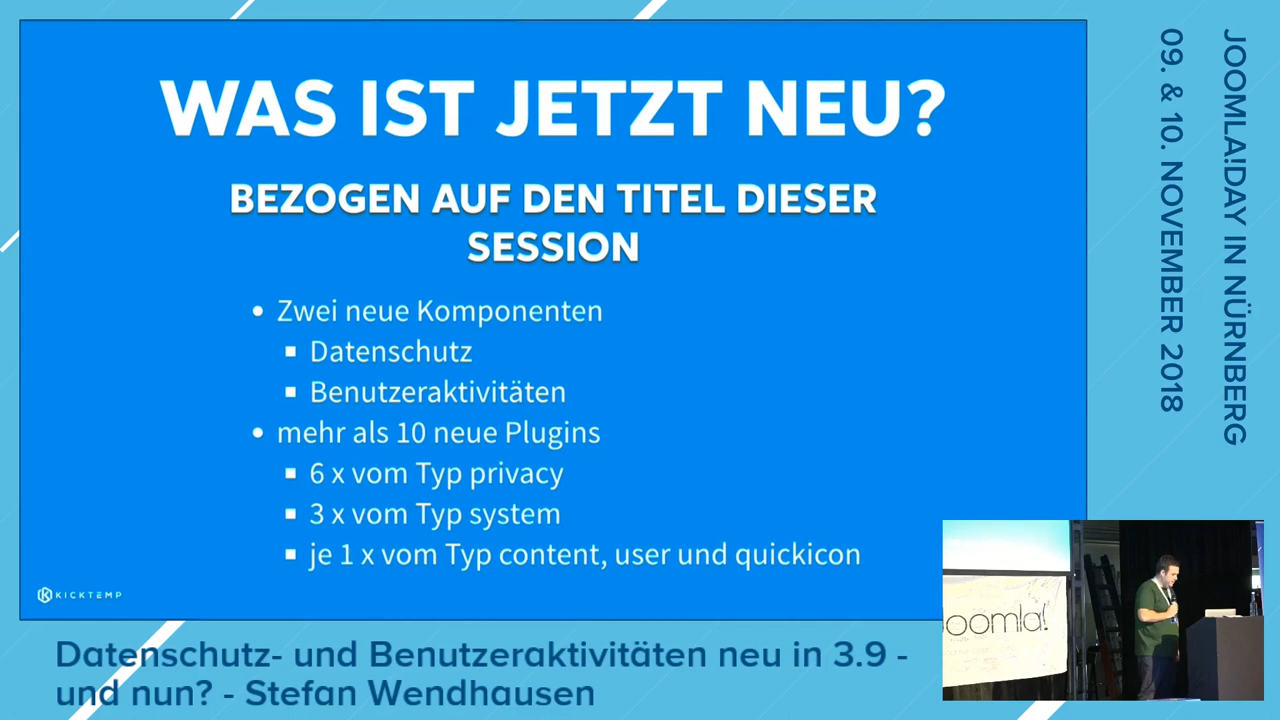 WAS IST JETZT NEU?
BEZOGEN AUF DEN TITEL DIESER
SESSION
• Zwei neue Komponenten
▪ Datenschutz
▪ Benutzeraktivitäten
• mehr als 10 neue Plugins
▪ 6 x vom Typ privacy
▪ 3 x vom Typ system
▪ je 1 x vom Typ content, user und quickicon
KICKTEMP
Datenschutz- und Benutzeraktivitäten neu in 3.9 -
und nun? - Stefan Wendhausen
JOOMLA!DAY IN NÜRNBERG
09. & 10. NOVEMBER 2018
Joomla!